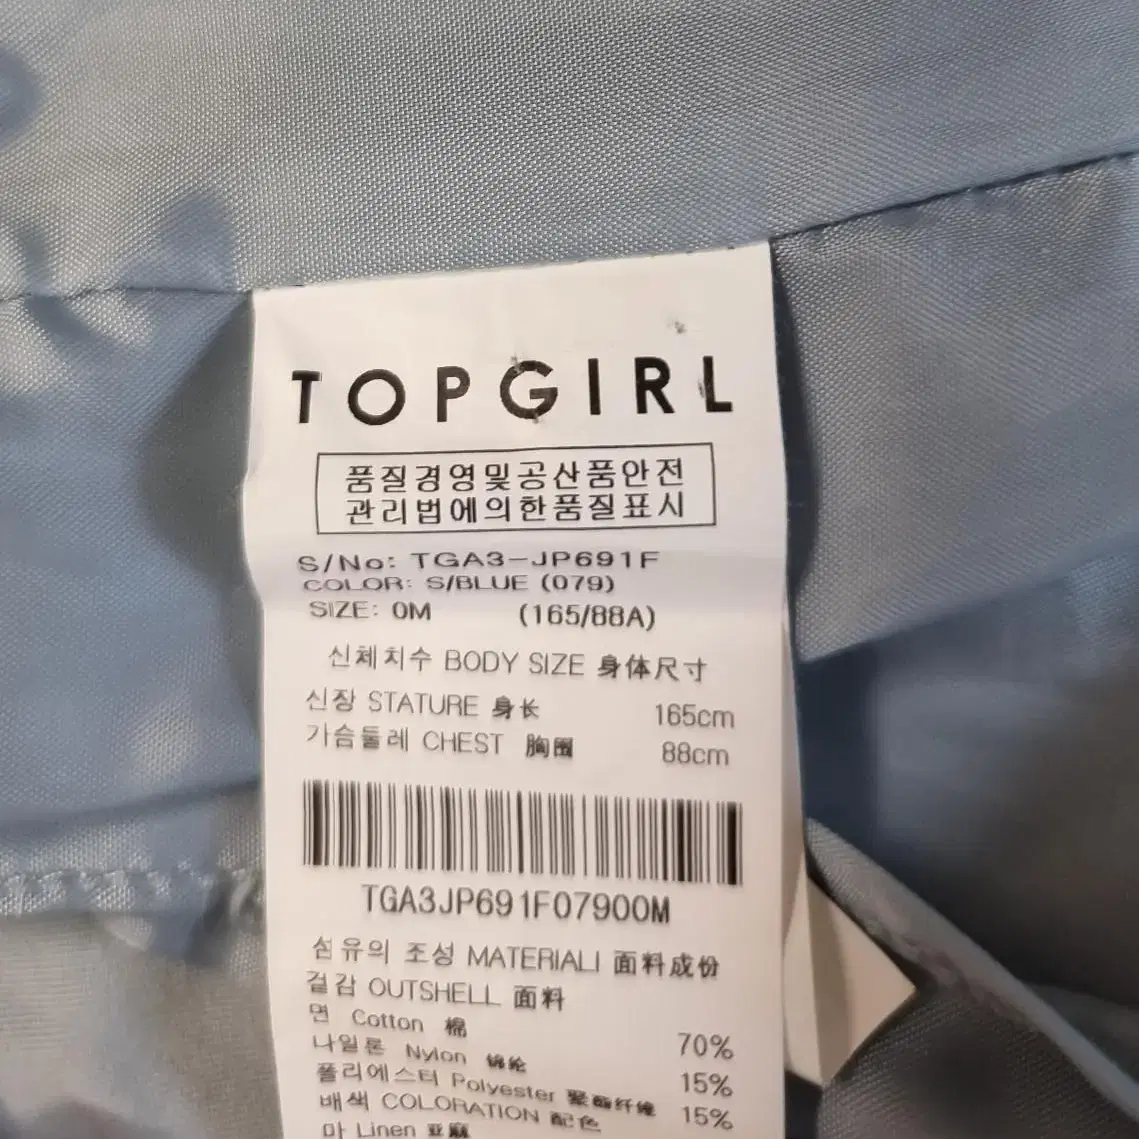 TOPGIRL
품질경영및공산품안전
관리법에의한품질표시
S/No: TGA3-JP691F
COLOR: S/BLUE (079)
SIZE: 0M (165/88A)
신체치수 BODY SIZE 身体尺寸
신장 STATURE 身长 165cm
가슴둘레 CHEST 胸围 88cm
TGA3JP691F07900M
섬유의 조성 MATERIALI 面料成份
겉감 OUTSHELL 面料
면 Cotton 棉 70%
나일론 Nylon 锦纶 15%
폴리에스터 Polyester 聚酯纤维 15%
배색 COLORATION 配色
마 Linen 亚麻